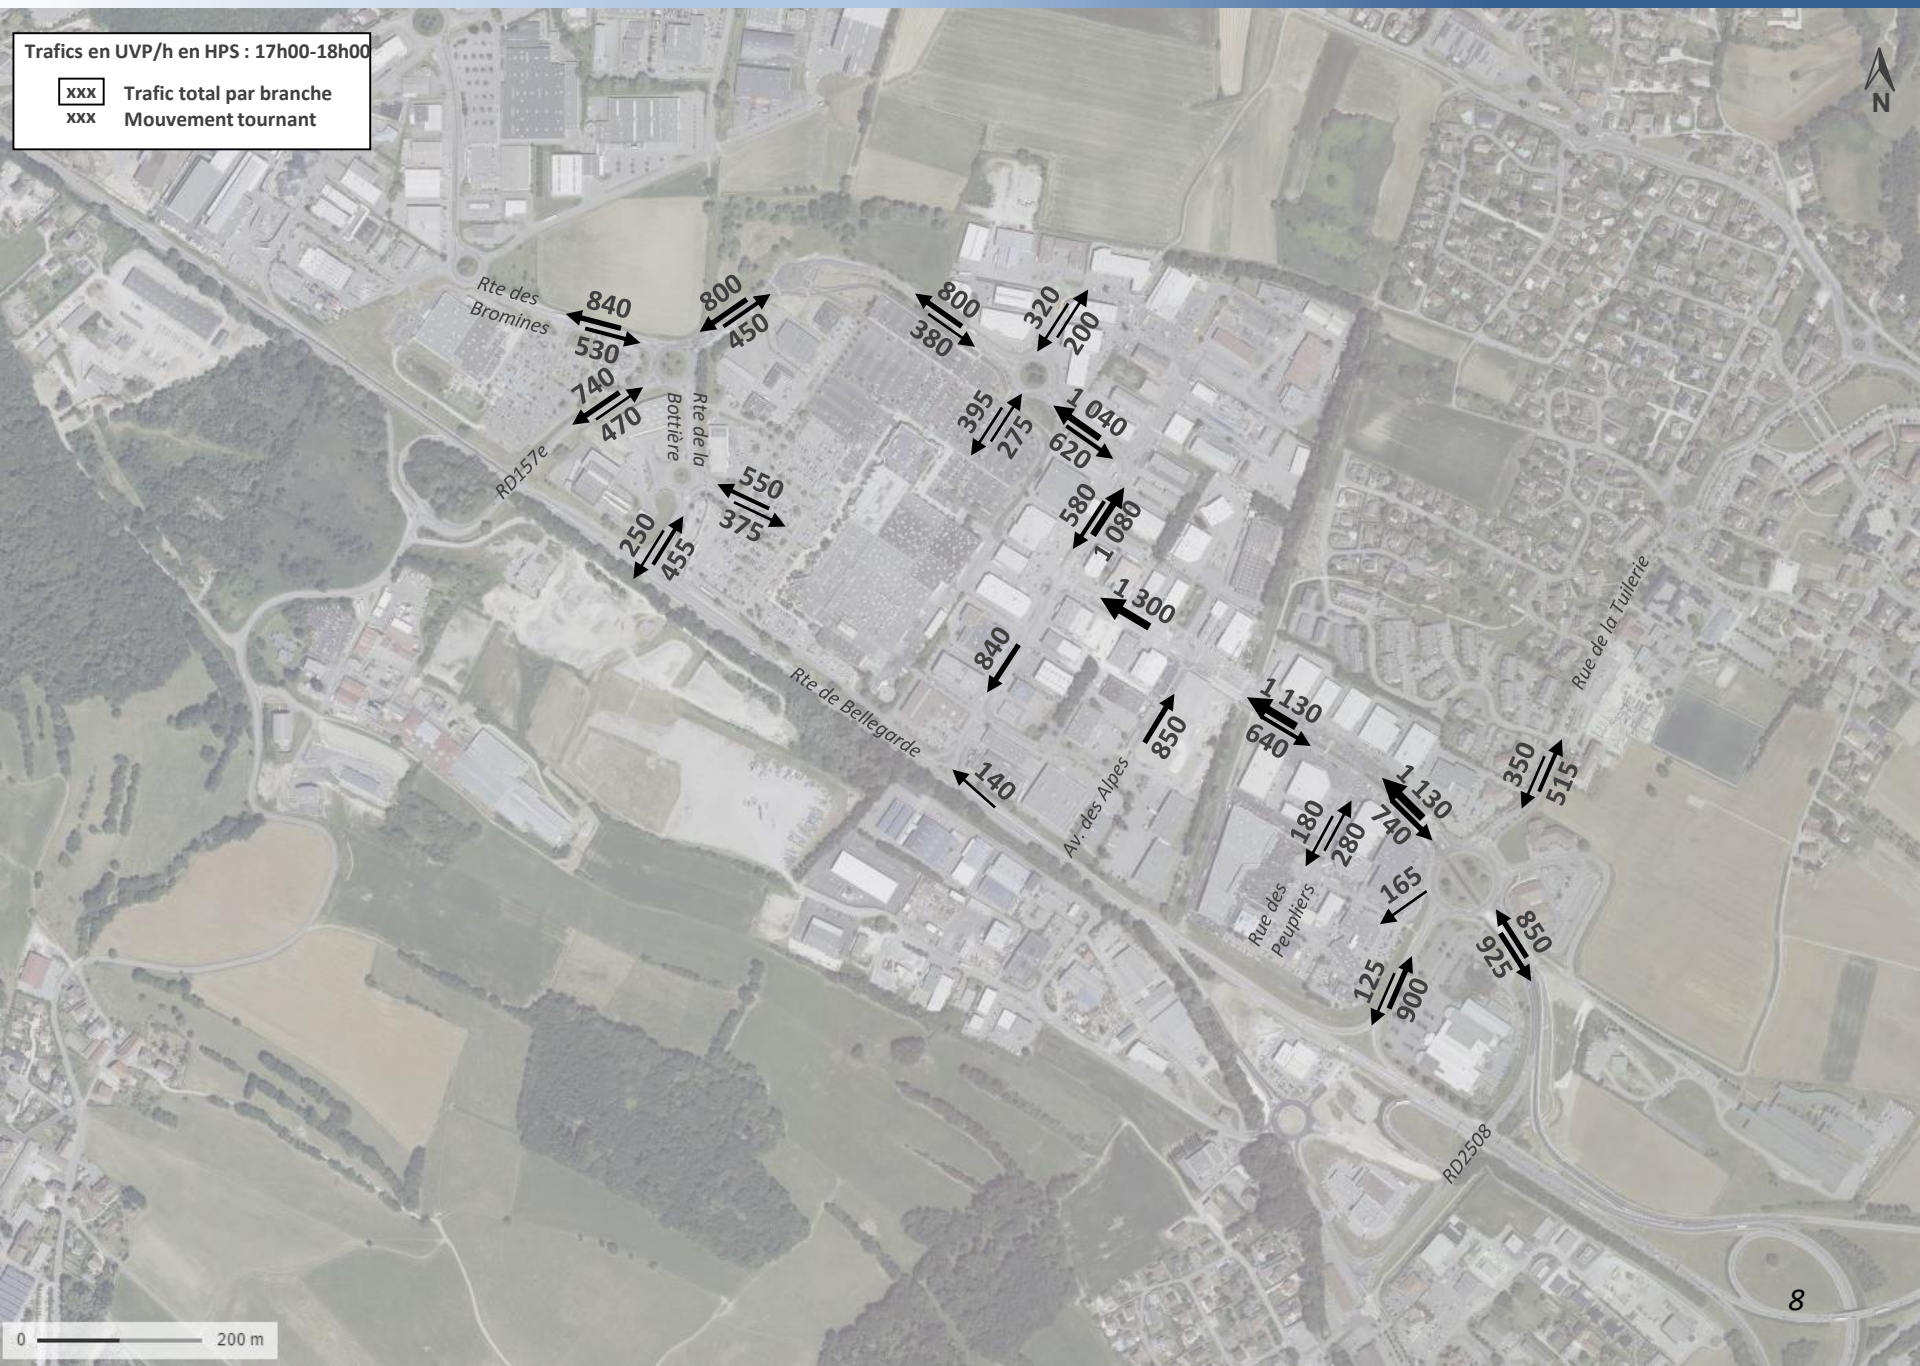 Trafics en UVP/h en HPS : 17h00-18h00
xxx Trafic total par branche
xxx Mouvement tournant
N
Rte des
Bromines
840
530
800
450
800
380
320
200
740
470
Rte de la
Bottière
395
275
1 040
620
RD157e
550
375
250
455
580
1 080
1 300
840
Rte de Bellegarde
140
850
Av. des Alpes
1 130
640
1 130
740
180
280
Rue des
Peupliers
165
350
515
Rue de la Tuilerie
850
925
125
900
RD2508
8
0 200 m